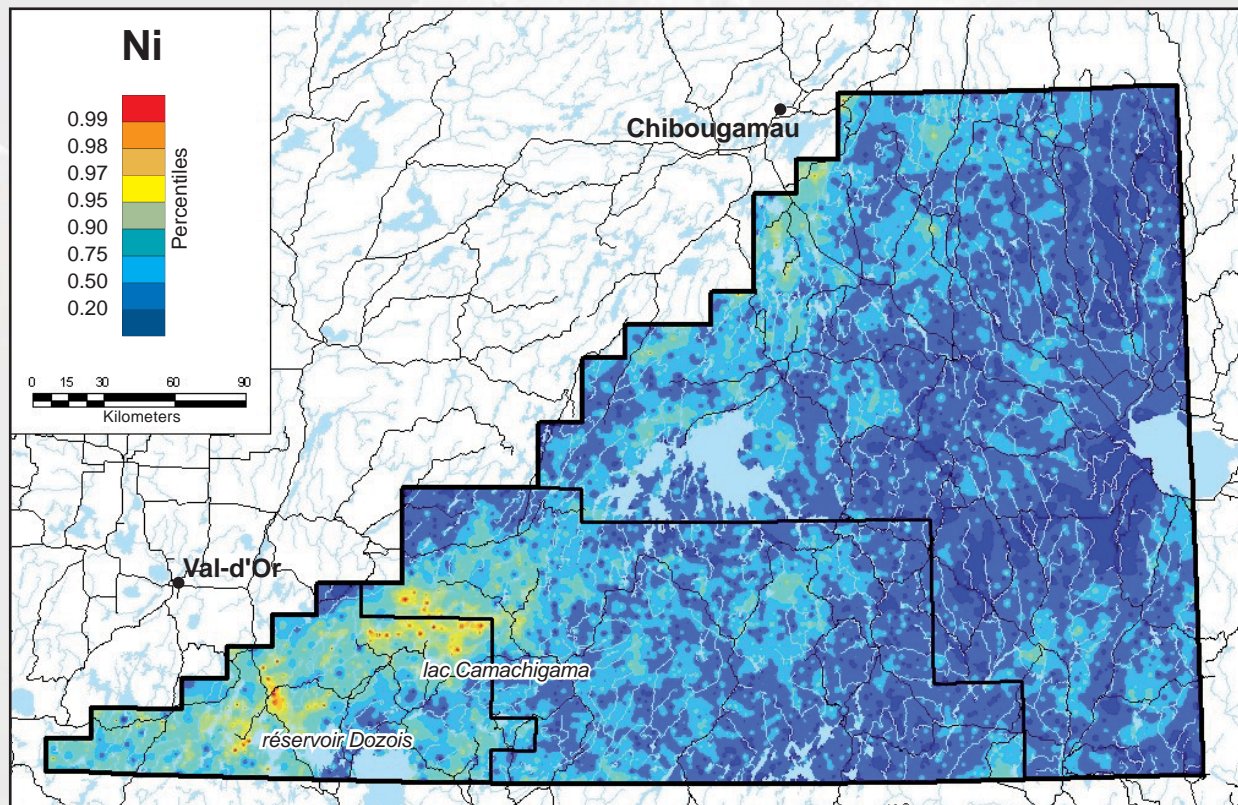 Ni
0.99
0.98
0.97
0.95
0.90
0.75
0.50
0.20
Percentiles
0 15 30 60 90
Kilometers
Chibougamau
Val-d'Or
lac Camachigama
réservoir Dozois